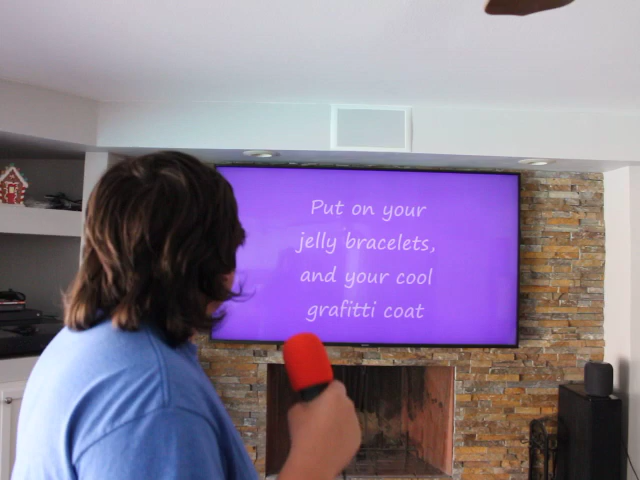 Put on your
jelly bracelets,
and your cool
grafitti coat